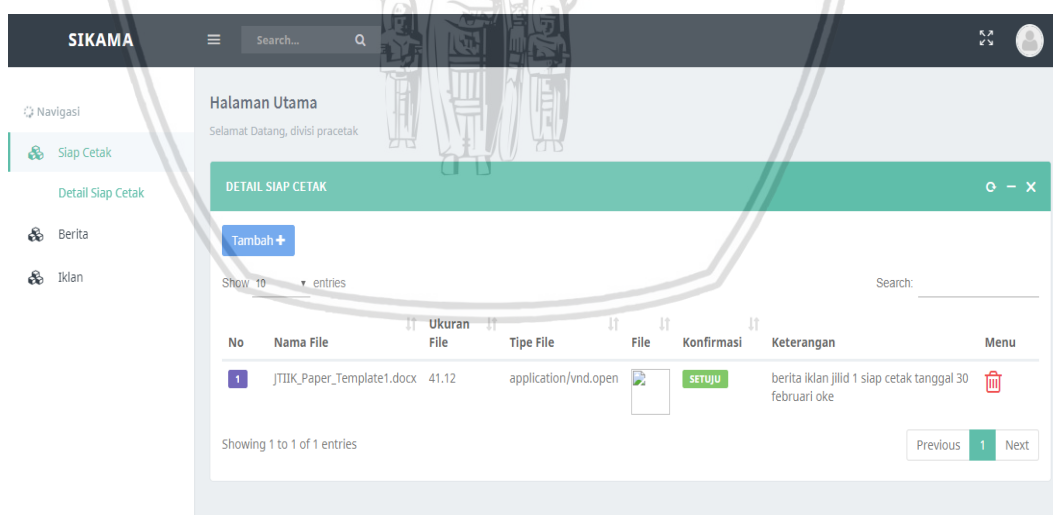 SIKAMA
Search...
Navigasi
Siap Cetak
Detail Siap Cetak
Berita
Iklan
Halaman Utama
Selamat Datang, divisi pracetak
DETAIL SIAP CETAK
Tambah +
Show 10 entries
Search:
No Nama File Ukuran File Tipe File File Konfirmasi Keterangan Menu
1 JTIIK_Paper_Template1.docx 41.12 application/vnd.open SETUJU berita iklan jilid 1 siap cetak tanggal 30
februari oke
Showing 1 to 1 of 1 entries
Previous 1 Next